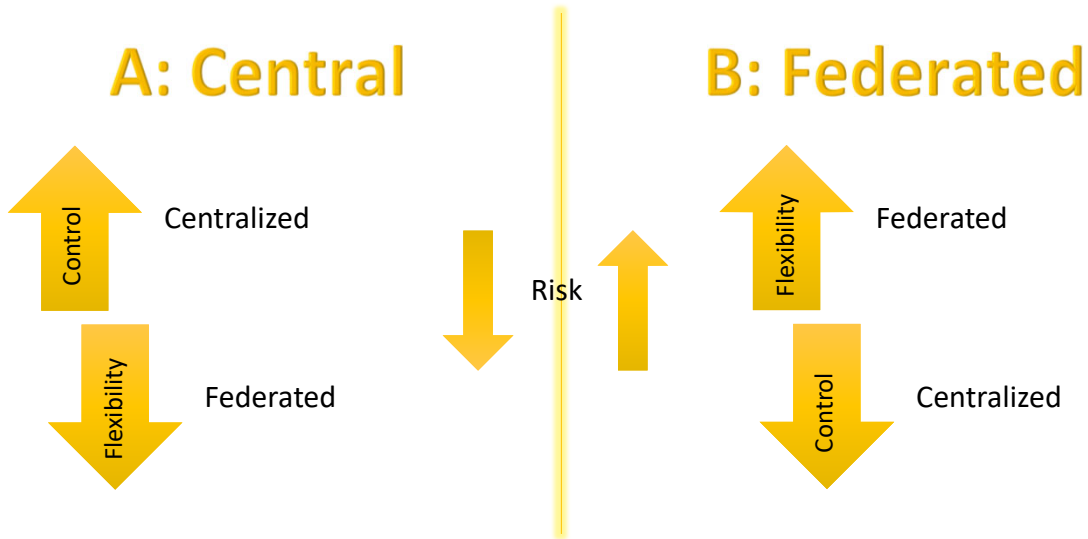 A: Central
B: Federated
Control
Centralized
Flexibility
Federated
Risk
Flexibility
Federated
Control
Centralized